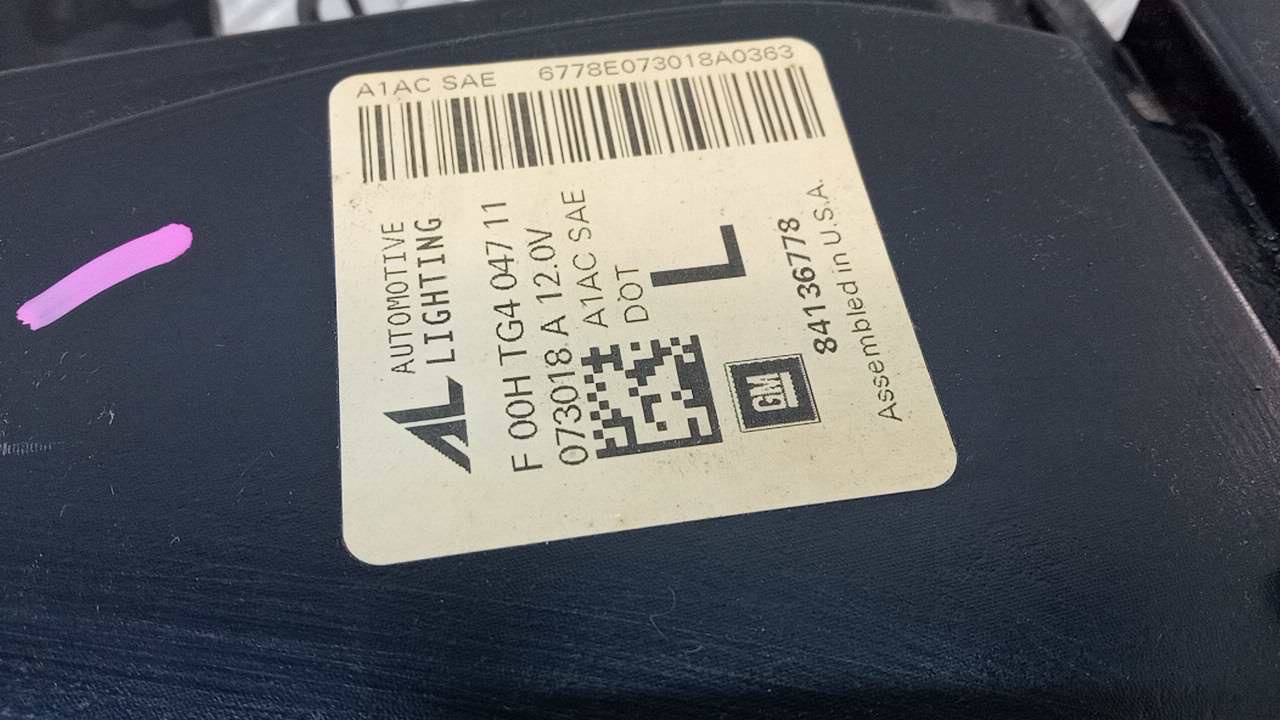 A1AC SAE 6778E073018A0363
AL
AUTOMOTIVE
LIGHTING
F 00H TG4 047 11
073018 A 12.0V
A1AC SAE
DOT
L
GM
84136778
Assembled in U.S.A.